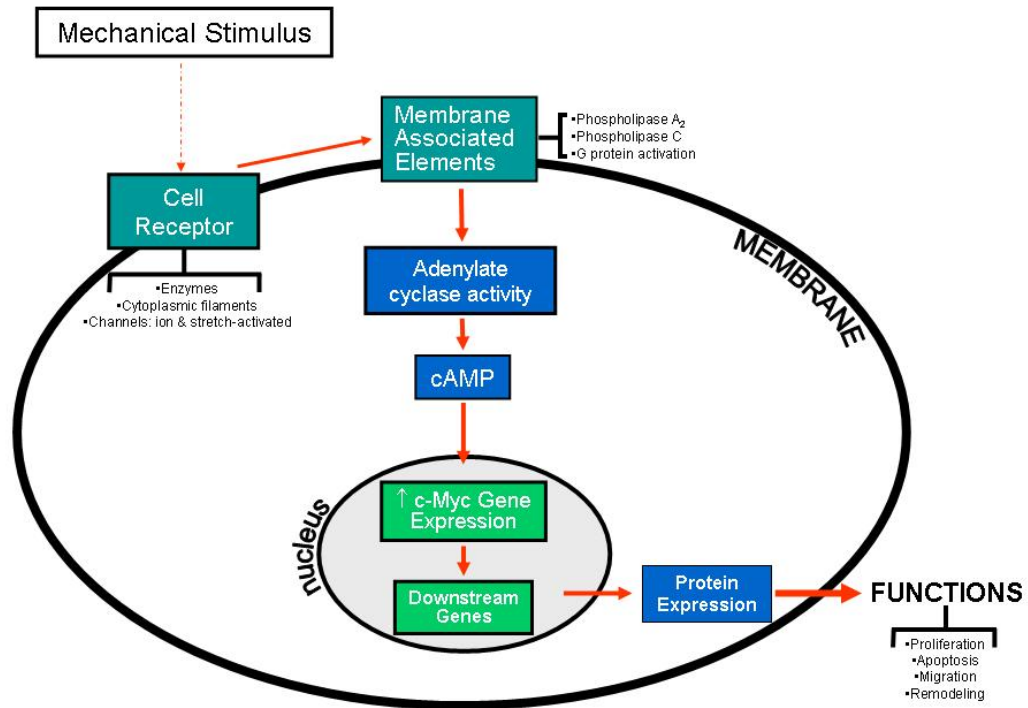 Mechanical Stimulus
Membrane
Associated
Elements
▪Phospholipase A₂
▪Phospholipase C
▪G protein activation
Cell
Receptor
▪Enzymes
▪Cytoplasmic filaments
▪Channels: ion & stretch-activated
MEMBRANE
Adenylate
cyclase activity
cAMP
nucleus
↑ c-Myc Gene
Expression
Downstream
Genes
Protein
Expression
FUNCTIONS
▪Proliferation
▪Apoptosis
▪Migration
▪Remodeling